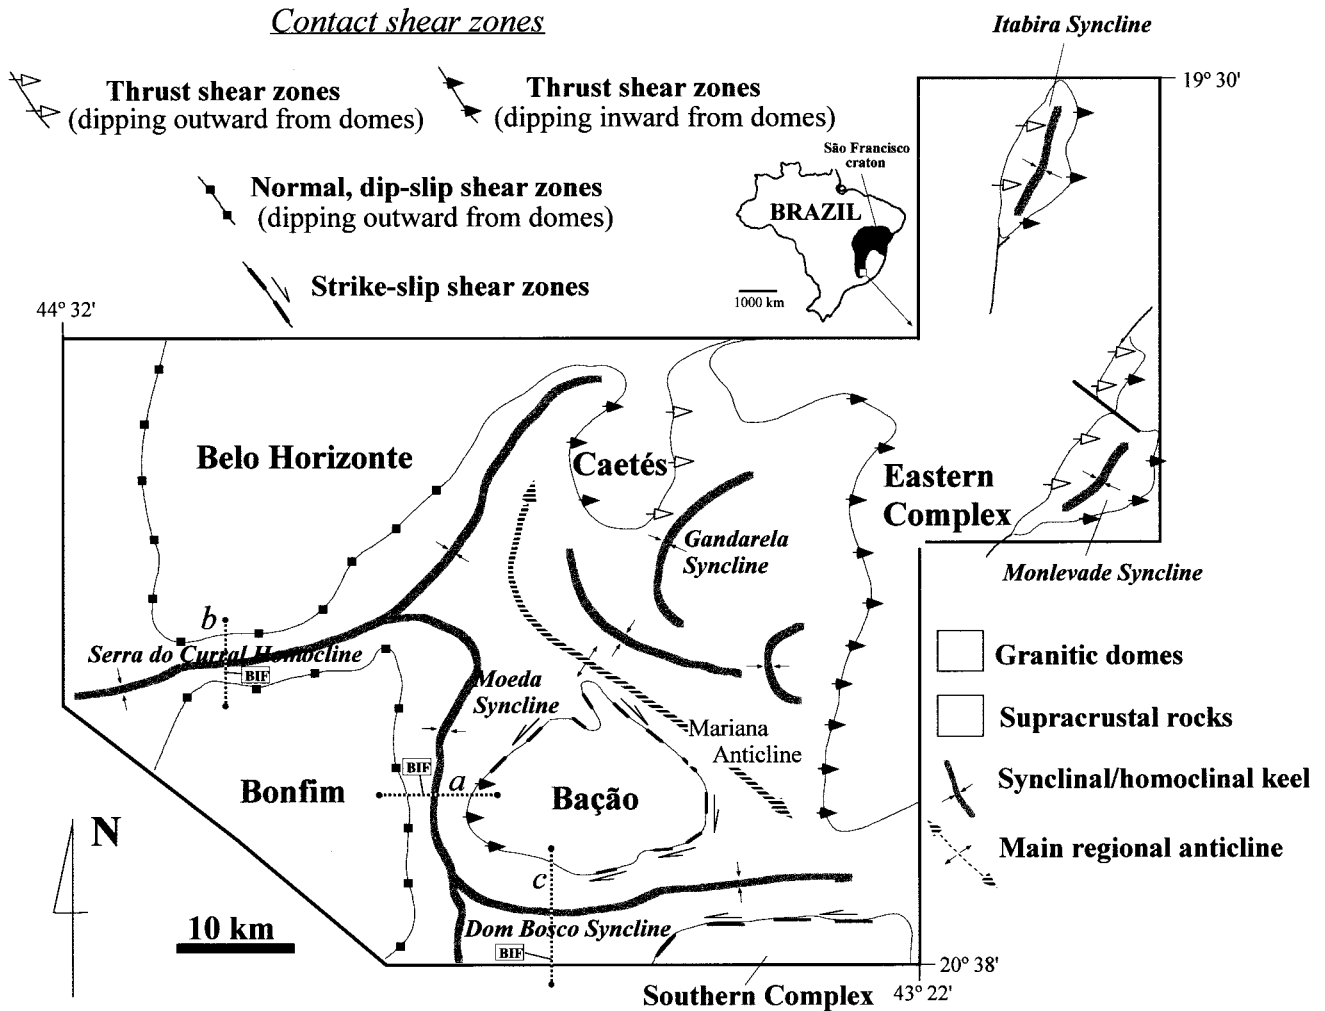 Contact shear zones
Itabira Syncline
Thrust shear zones
(dipping outward from domes)
Thrust shear zones
(dipping inward from domes)
19° 30'
São Francisco
craton
Normal, dip-slip shear zones
(dipping outward from domes)
BRAZIL
Strike-slip shear zones
1000 km
44° 32'
Belo Horizonte
Caetés
Eastern
Complex
Gandarela
Syncline
Monlevade Syncline
b
Serra do Curral Homocline
BIF
Moeda
Syncline
Granitic domes
Supracrustal rocks
Mariana
Anticline
BIF
a
Bonfim
Bação
Synclinal/homoclinal keel
N
Main regional anticline
c
10 km
Dom Bosco Syncline
BIF
20° 38'
Southern Complex
43° 22'